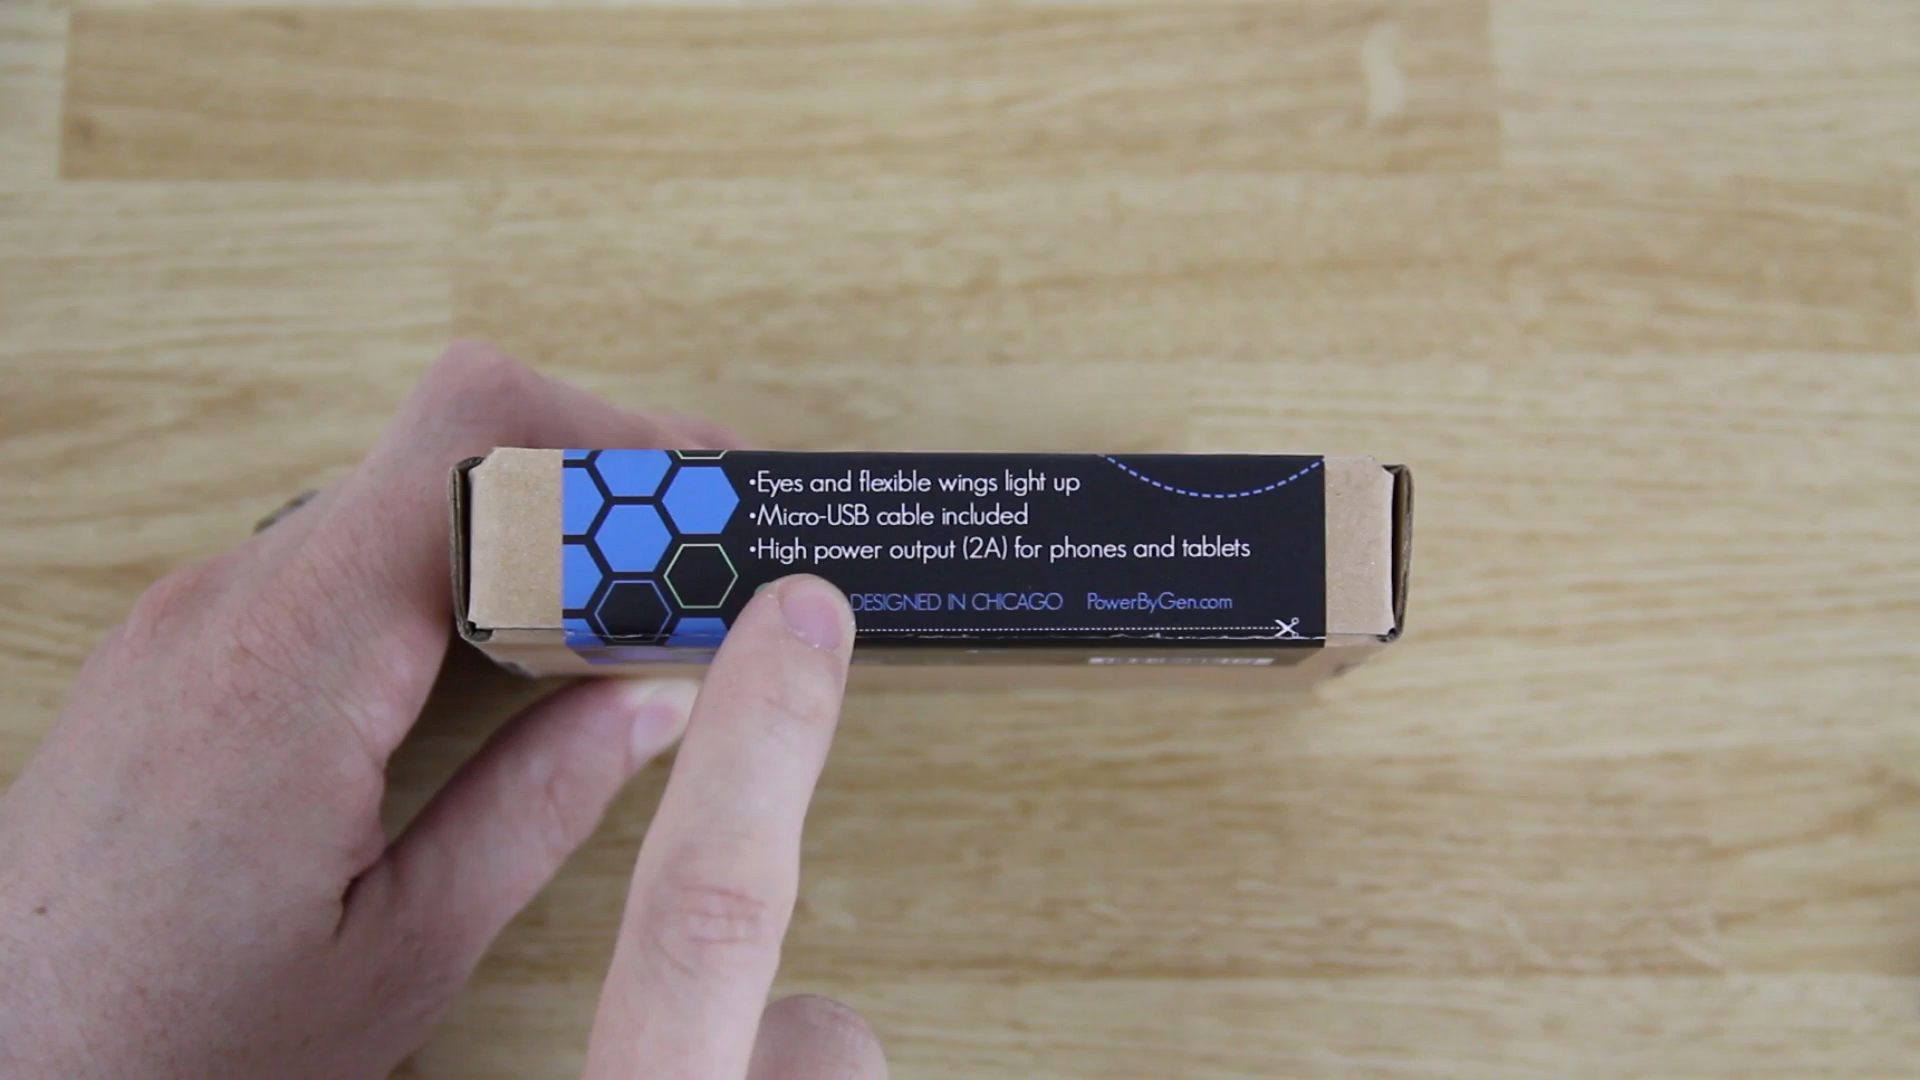 •Eyes and flexible wings light up
•Micro-USB cable included
•High power output (2A) for phones and tablets
DESIGNED IN CHICAGO PowerByGen.com